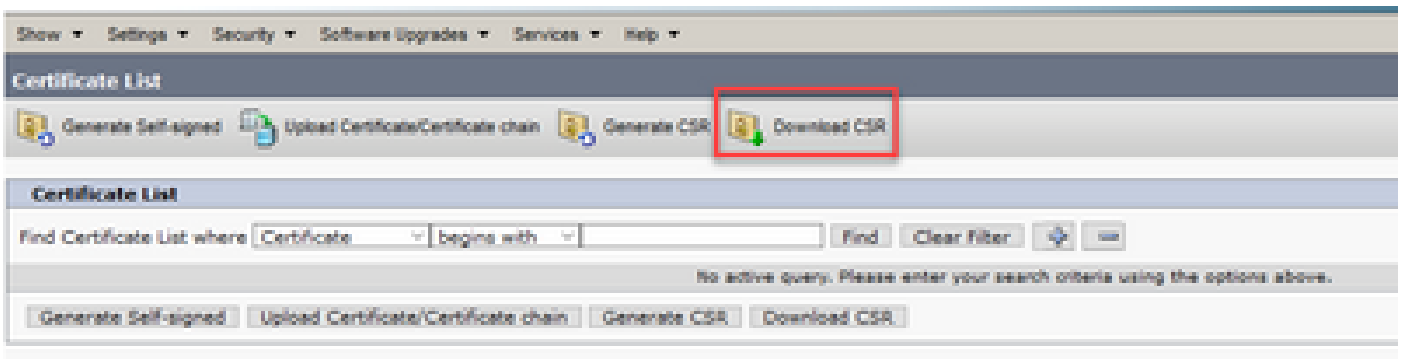 Show Settings Security Software Upgrades Services Help
Certificate List
Generate Self-signed Upload Certificate/Certificate chain Generate CSR Download CSR
Certificate List
Find Certificate List where Certificate begins with Find Clear Filter
No active query. Please enter your search criteria using the options above.
Generate Self-signed Upload Certificate/Certificate chain Generate CSR Download CSR